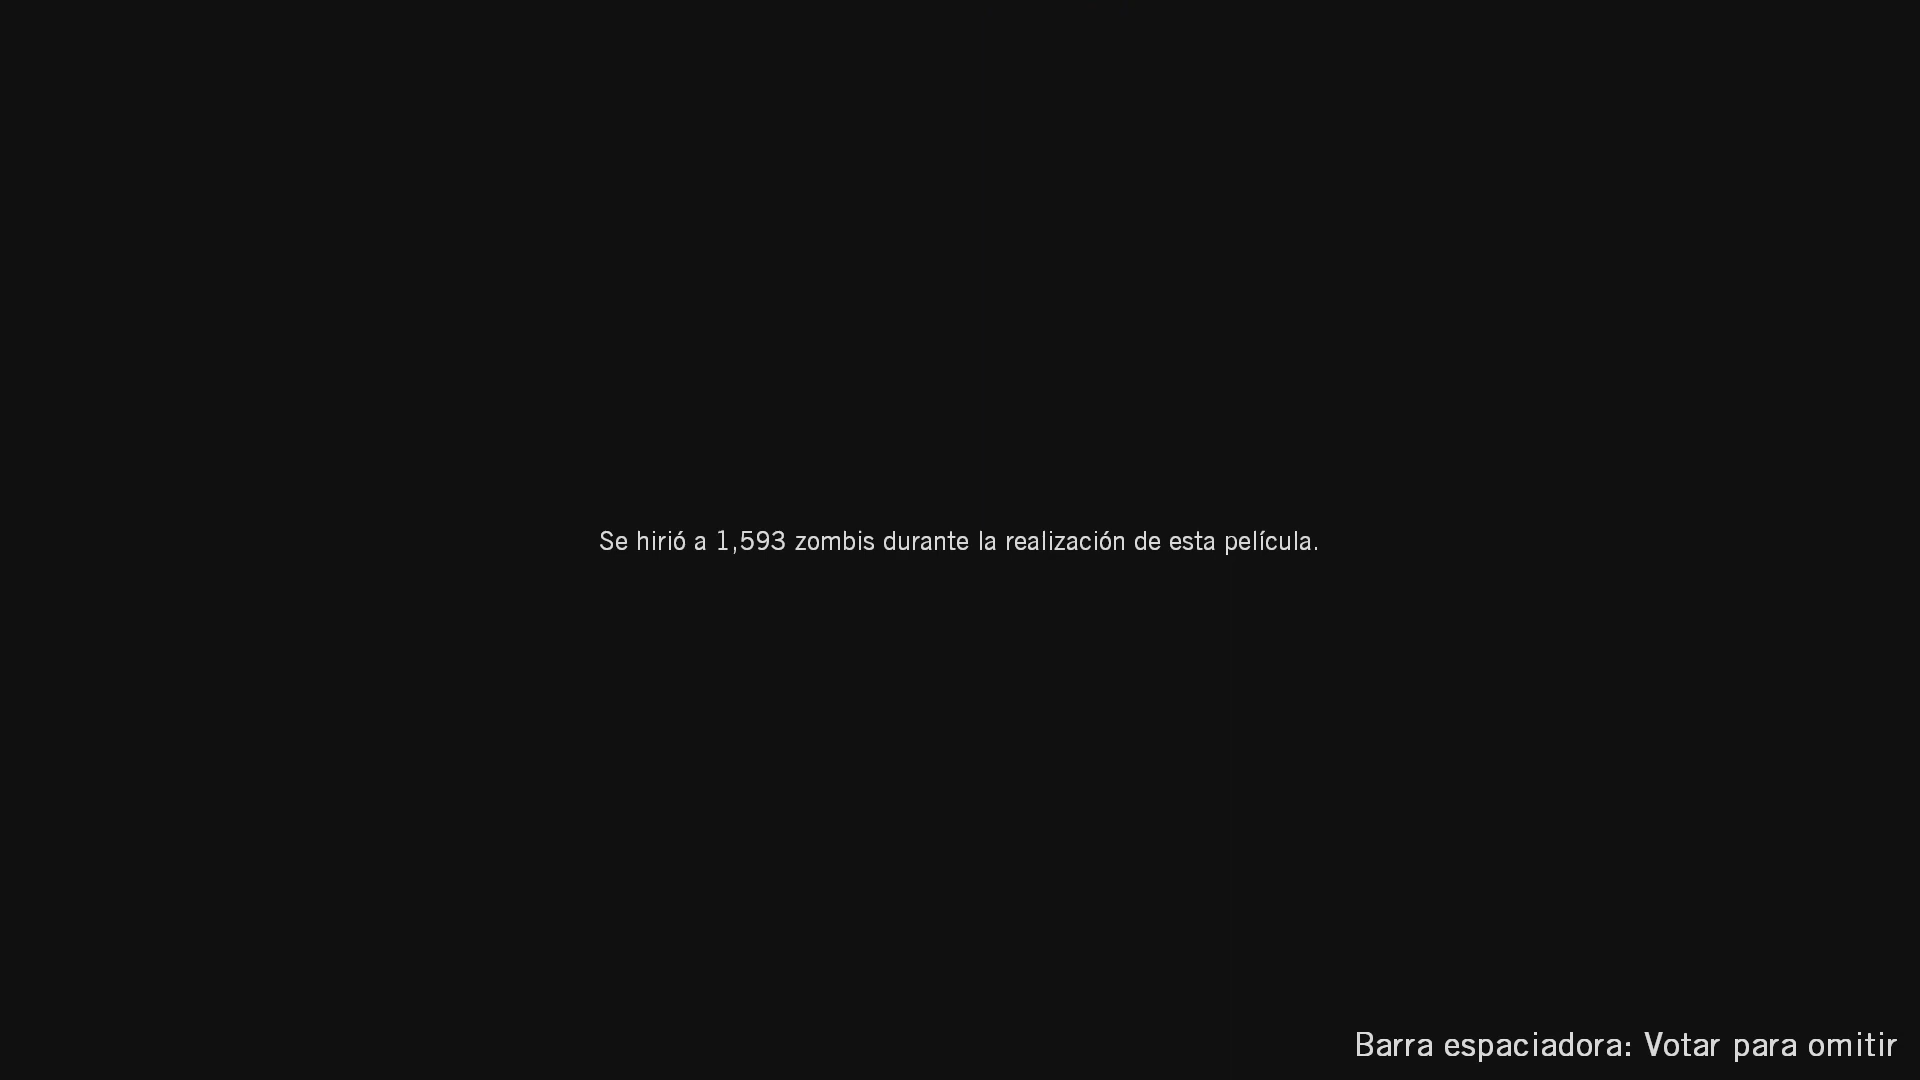 Se hirió a 1,593 zombis durante la realización de esta película.
Barra espaciadora: Votar para omitir